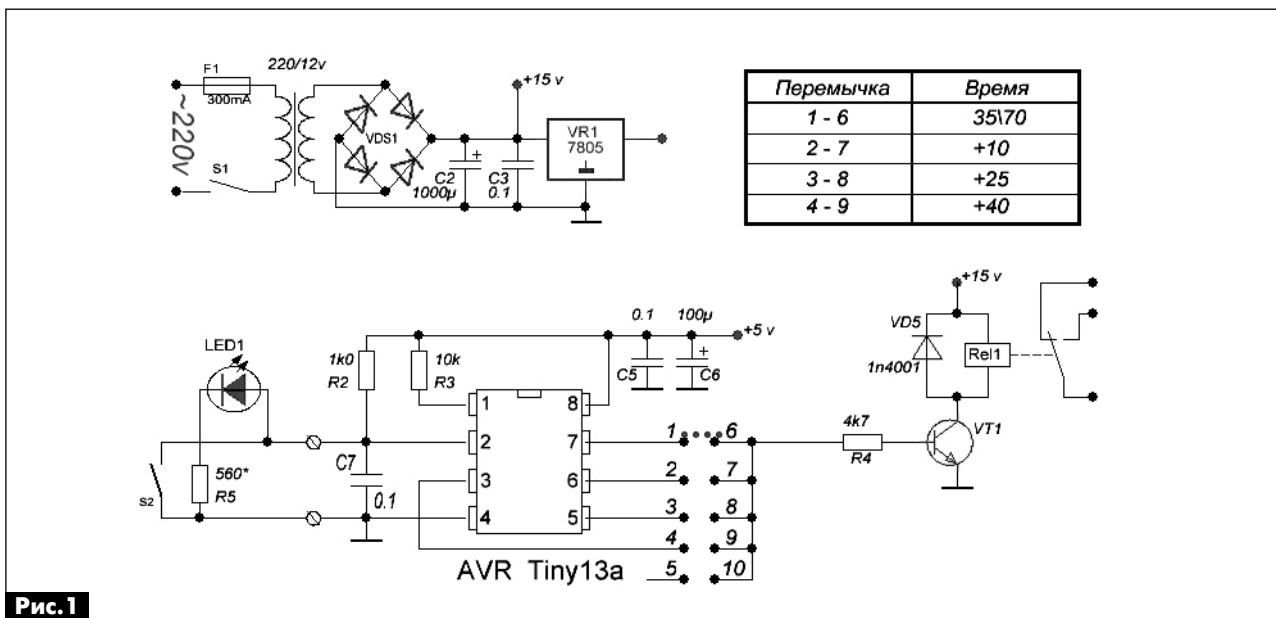 220/12v
F1
300mA
~220v
S1
VDS1
+15 v
VR1
7805
C2
1000µ
+
C3
0.1
Перемычка Время
1 - 6 35\70
2 - 7 +10
3 - 8 +25
4 - 9 +40
LED1
1k0
R2
10k
R3
0.1
100µ
+5 v
C5
+
C6
+15 v
VD5
1n4001
Rel1
S2
560*
R5
C7
0.1
1 8
2 7
3 6
4 5
1 6
2 7
3 8
4 9
5 10
4k7
R4
VT1
AVR Tiny13a
Рис.1